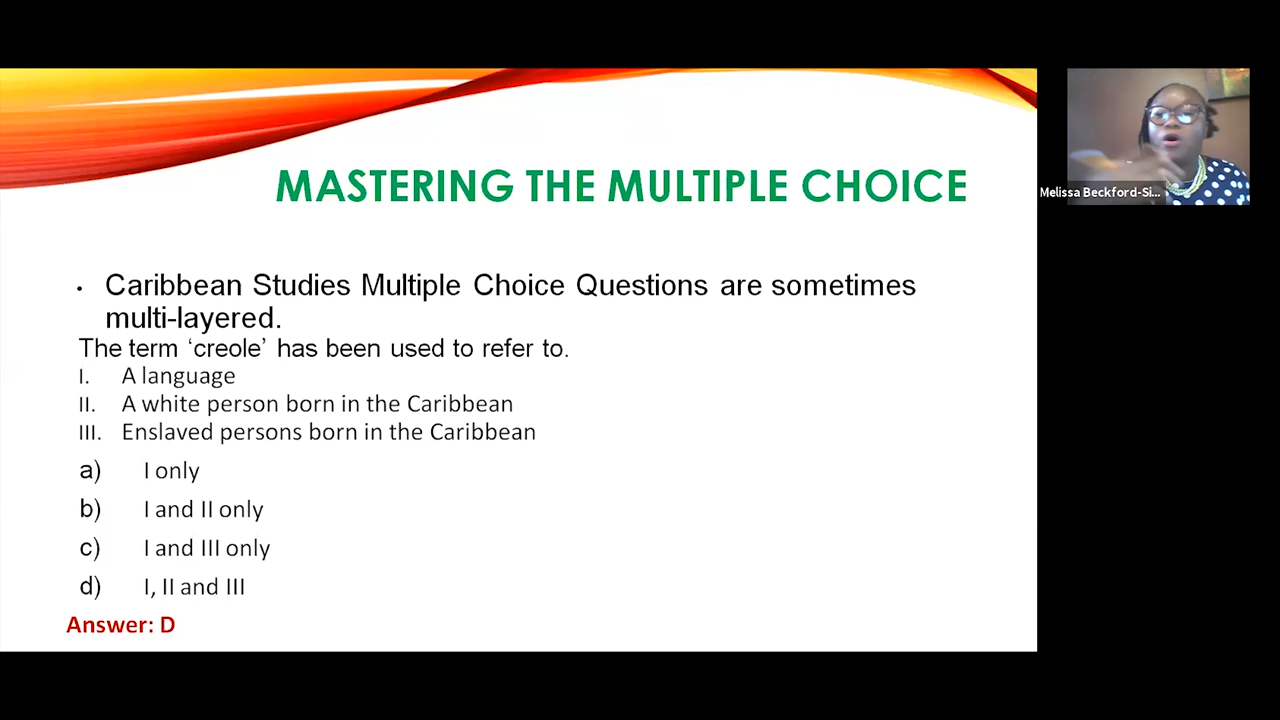 MASTERING THE MULTIPLE CHOICE
• Caribbean Studies Multiple Choice Questions are sometimes
multi-layered.
The term ‘creole’ has been used to refer to.
I. A language
II. A white person born in the Caribbean
III. Enslaved persons born in the Caribbean
a) I only
b) I and II only
c) I and III only
d) I, II and III
Answer: D
Melissa Beckford-Si...